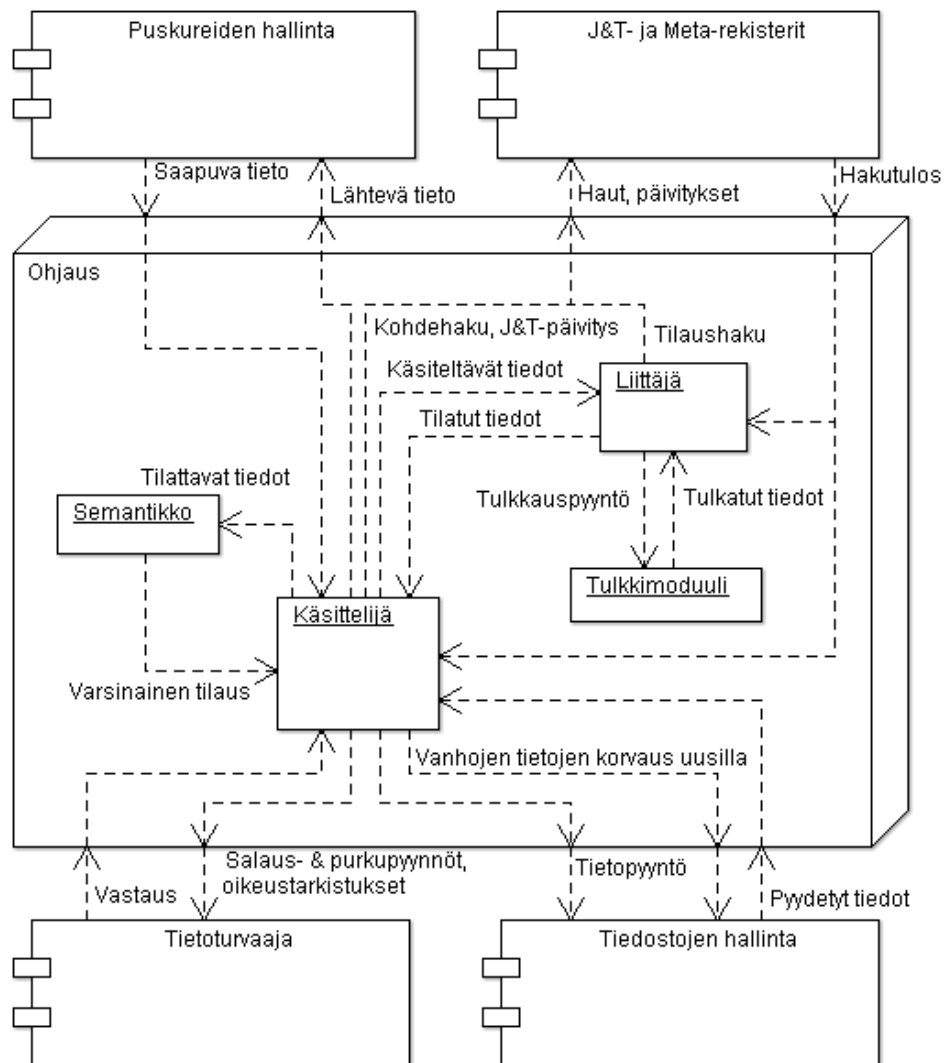 Puskureiden hallinta
J&T- ja Meta-rekisterit
Saapuva tieto
Lähtevä tieto
Haut, päivitykset
Hakutulos
Ohjaus
Kohdehaku, J&T-päivitys
Tilaushaku
Käsiteltävät tiedot
Liittäjä
Tilatut tiedot
Tilattavat tiedot
Tulkkauspyyntö
Tulkatut tiedot
Semantikko
Tulkkimoduuli
Käsittelijä
Varsinainen tilaus
Vanhojen tietojen korvaus uusilla
Salaus- & purkupyynnöt,
oikeustarkistukset
Tietopyyntö
Vastaus
Pyydetyt tiedot
Tietoturvaaja
Tiedostojen hallinta